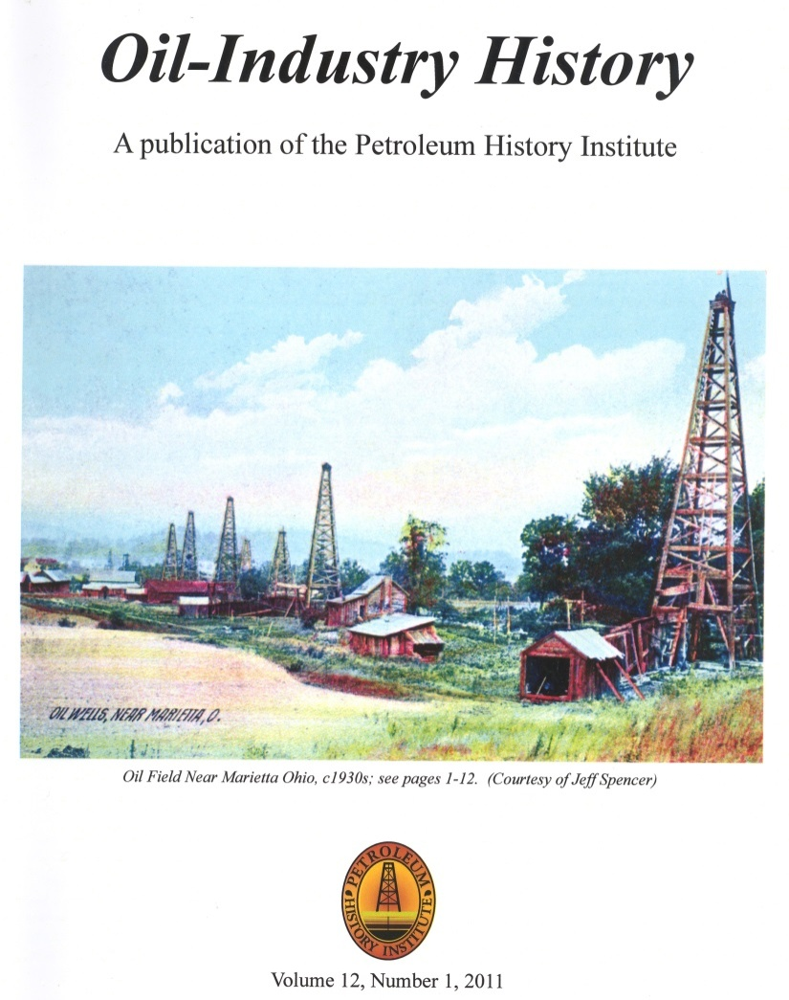 Oil-Industry History
A publication of the Petroleum History Institute
OIL WELLS, NEAR MARIETTA, O.
Oil Field Near Marietta Ohio, c1930s; see pages 1-12. (Courtesy of Jeff Spencer)
PETROLEUM
HISTORY INSTITUTE
Volume 12, Number 1, 2011